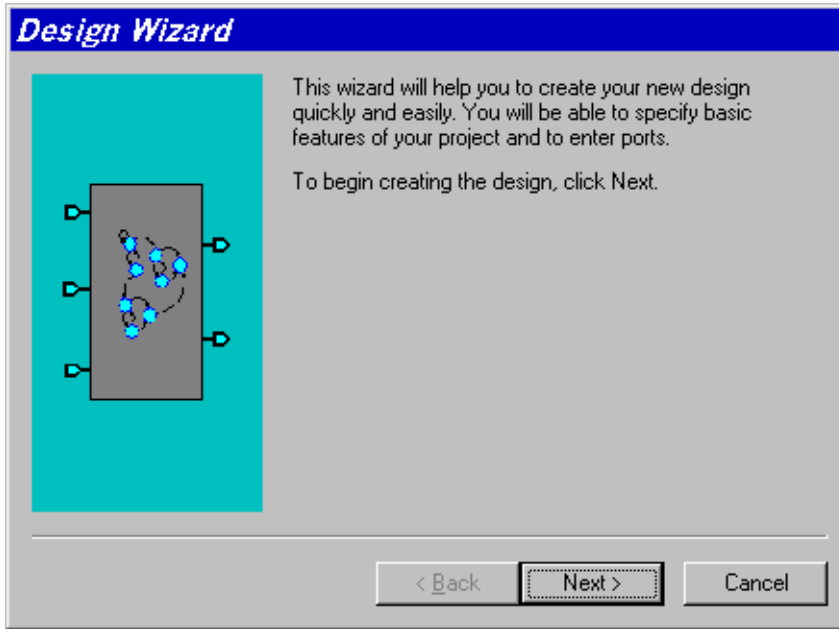 Design Wizard
This wizard will help you to create your new design
quickly and easily. You will be able to specify basic
features of your project and to enter ports.
To begin creating the design, click Next.
< Back
Next >
Cancel